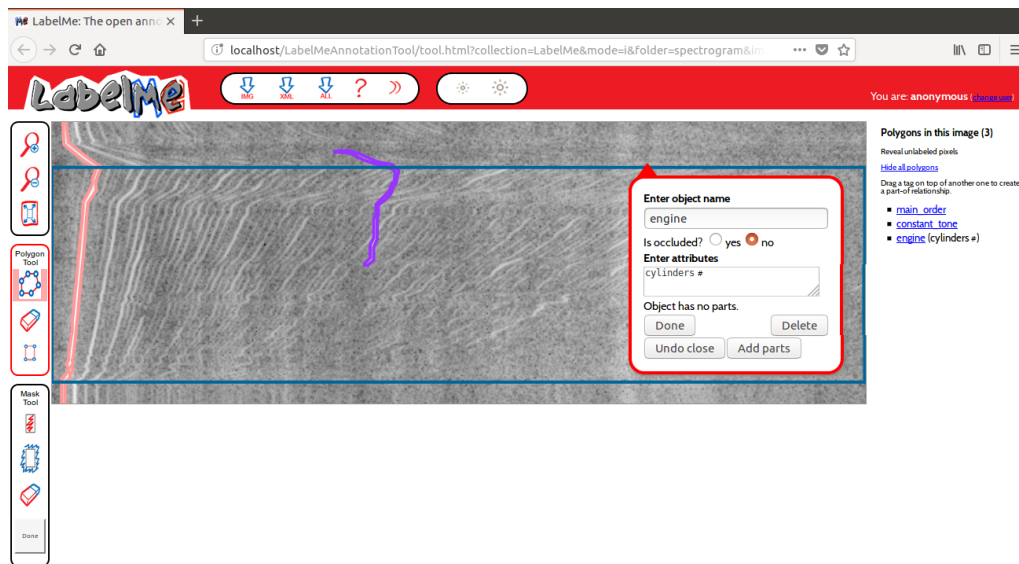 LabelMe: The open anno
localhost/LabelMeAnnotationTool/tool.html?collection=LabelMe&mode=i&folder=spectrogram&im
LabelMe
IMG XML ALL ?
You are: anonymous (change user)
Polygon
Tool
Mask
Tool
Done
Enter object name
engine
Is occluded? yes no
Enter attributes
cylinders #
Object has no parts.
Done Delete
Undo close Add parts
Polygons in this image (3)
Reveal unlabeled pixels
Hide all polygons
Drag a tag on top of another one to create
a part-of relationship.
main_order
constant_tone
engine (cylinders #)